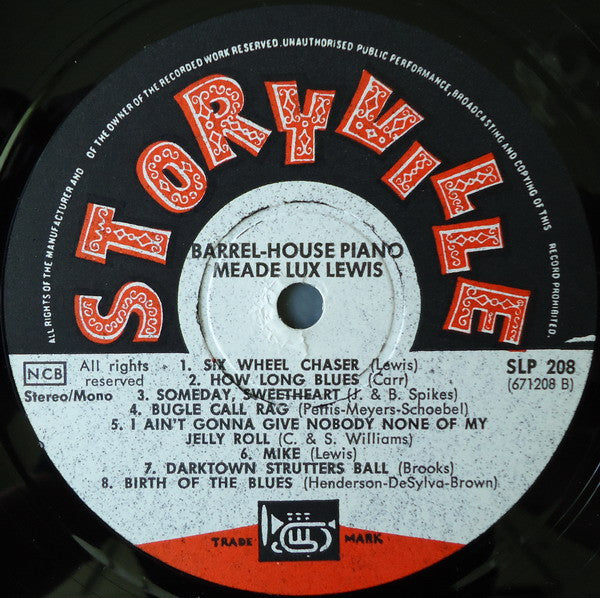 ALL RIGHTS OF THE MANUFACTURER AND OF THE OWNER OF THE RECORDED WORK RESERVED. UNAUTHORISED PUBLIC PERFORMANCE, BROADCASTING AND COPYING OF THIS RECORD PROHIBITED.
STORYVILLE
BARREL-HOUSE PIANO
MEADE LUX LEWIS
NCB
All rights
reserved
Stereo/Mono
SLP 208
(671208 B)
1. SIX WHEEL CHASER (Lewis)
2. HOW LONG BLUES (Carr)
3. SOMEDAY, SWEETHEART (J. & B. Spikes)
4. BUGLE CALL RAG (Pettis-Meyers-Schoebel)
5. I AIN'T GONNA GIVE NOBODY NONE OF MY
JELLY ROLL (C. & S. Williams)
6. MIKE (Lewis)
7. DARKTOWN STRUTTERS BALL (Brooks)
8. BIRTH OF THE BLUES (Henderson-DeSylva-Brown)
TRADE MARK